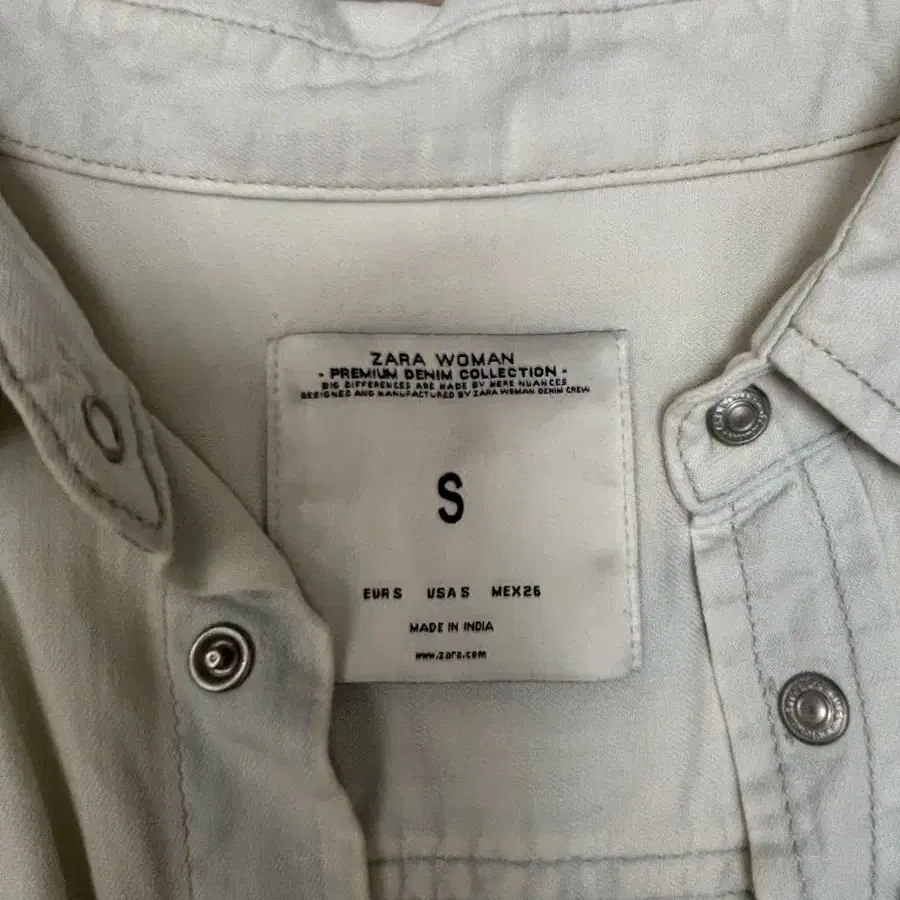 ZARA WOMAN
- PREMIUM DENIM COLLECTION -
BIG DIFFERENCES ARE MADE BY MERE NUANCES
DESIGNED AND MANUFACTURED BY ZARA WOMAN DENIM CREW
S
EUR S USA S MEX 26
MADE IN INDIA
www.zara.com